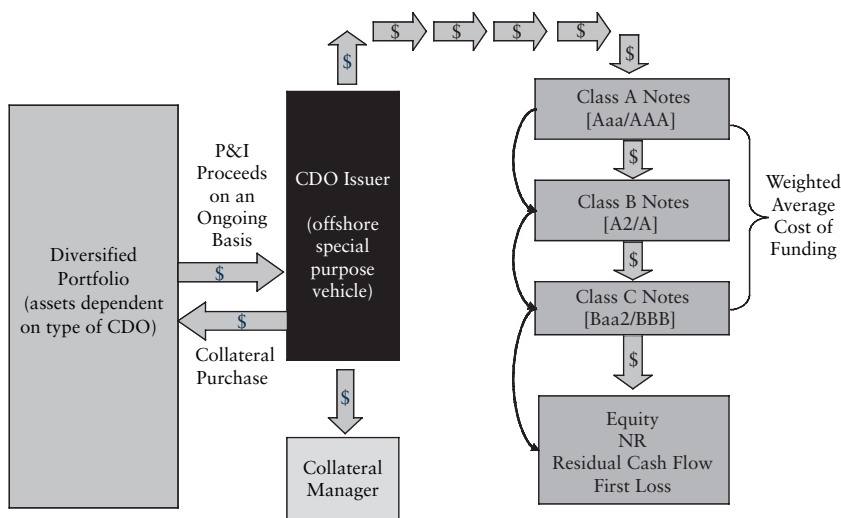 $ $ $ $
$
$
Class A Notes
[Aaa/AAA]
$
Class B Notes
[A2/A]
$
Class C Notes
[Baa2/BBB]
$
Equity
NR
Residual Cash Flow
First Loss
Weighted
Average
Cost of
Funding
P&I
Proceeds
on an
Ongoing
Basis
$
$
Collateral
Purchase
CDO Issuer
(offshore
special
purpose
vehicle)
$
Collateral
Manager
Diversified
Portfolio
(assets dependent
on type of CDO)